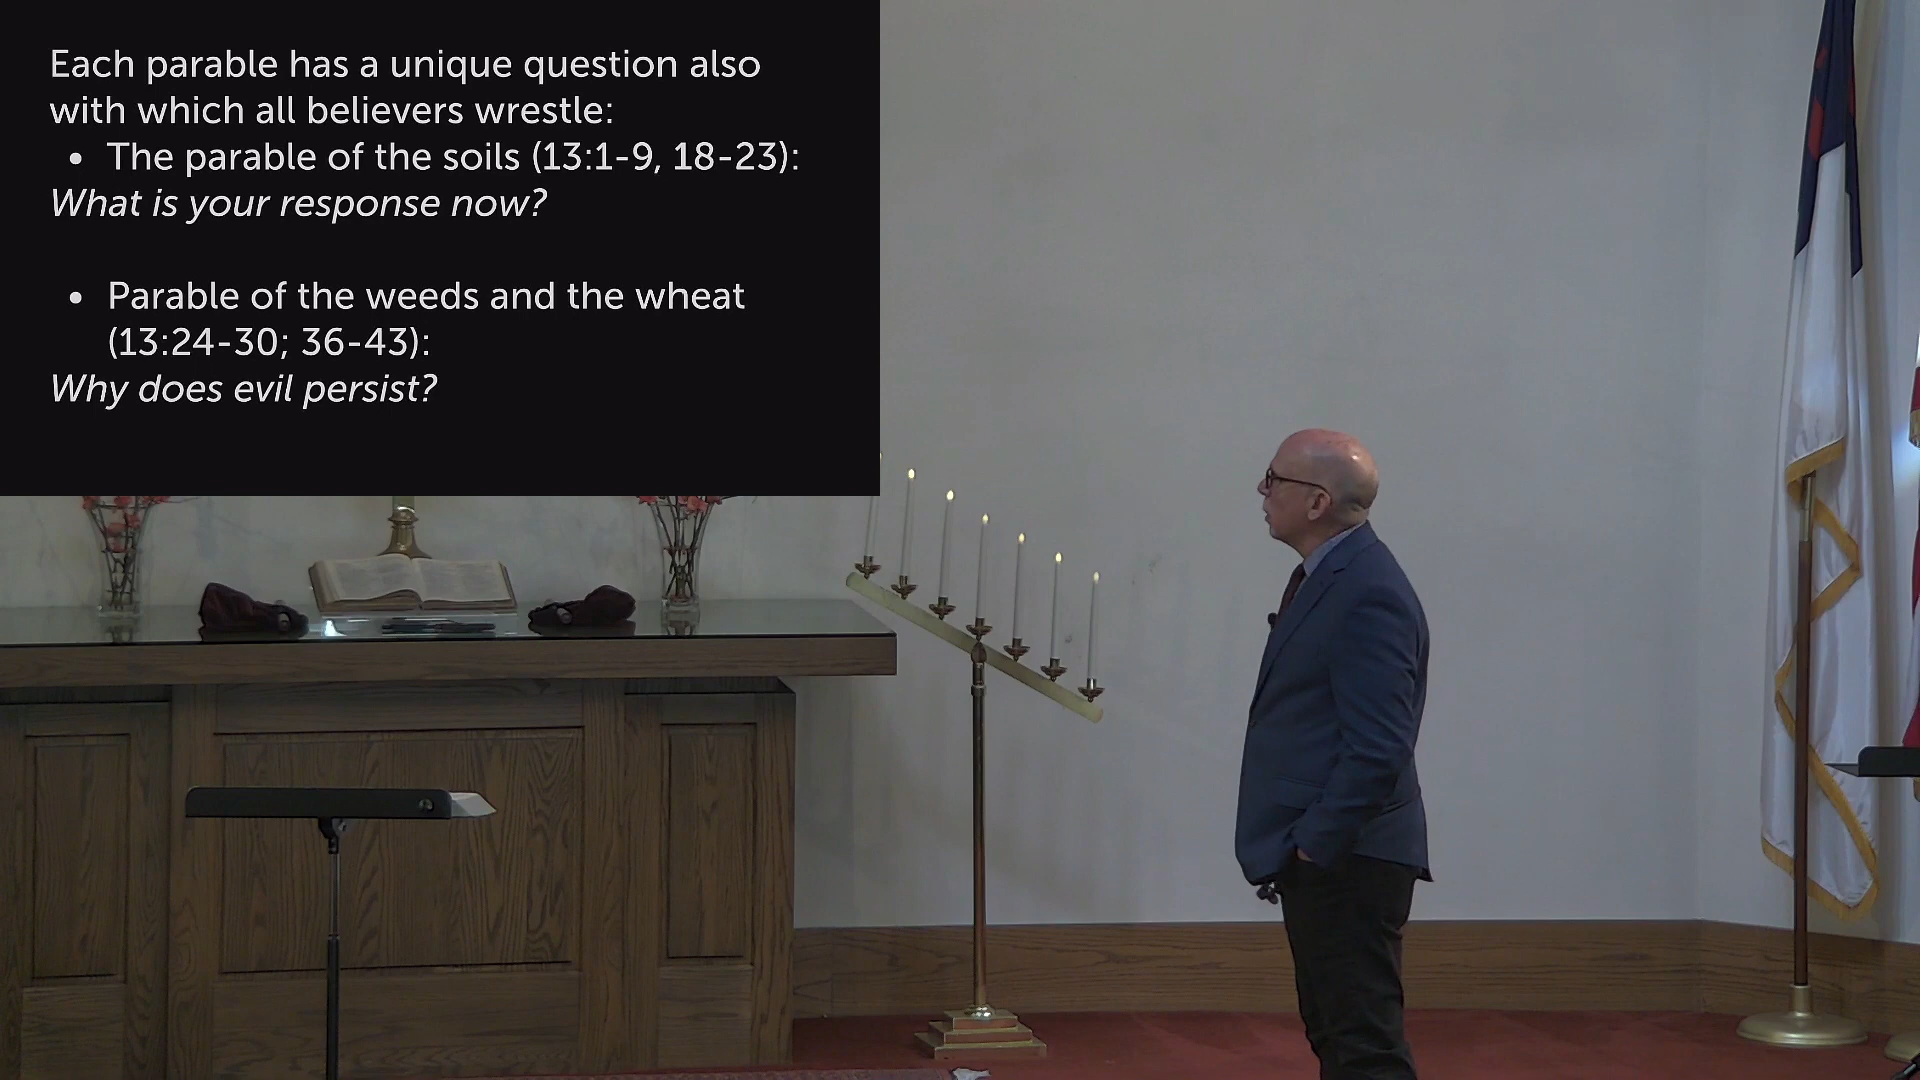 Each parable has a unique question also
with which all believers wrestle:
• The parable of the soils (13:1-9, 18-23):
What is your response now?
• Parable of the weeds and the wheat
(13:24-30; 36-43):
Why does evil persist?